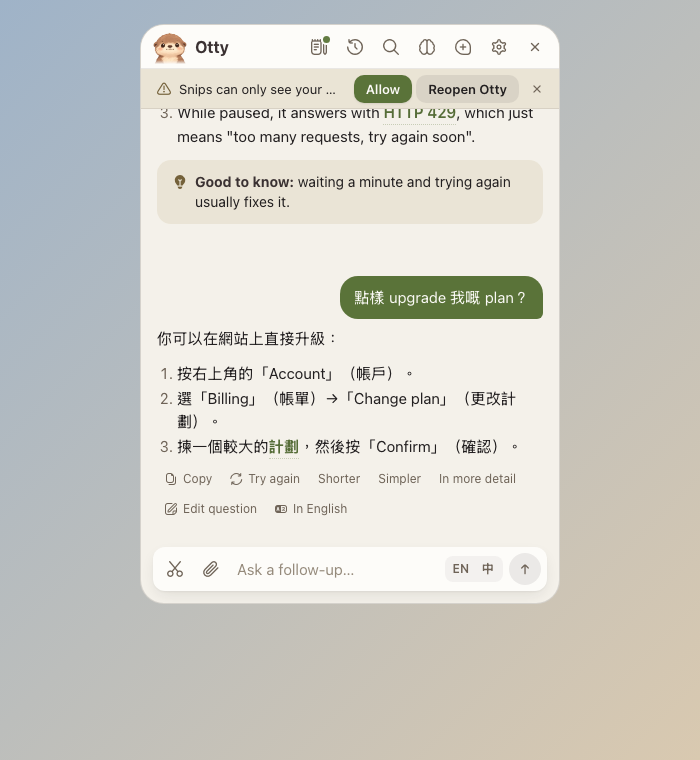 Otty
Snips can only see your ...
Allow
Reopen Otty
3. While paused, it answers with HTTP 429, which just
means "too many requests, try again soon".
Good to know: waiting a minute and trying again
usually fixes it.
點樣 upgrade 我嘅 plan？
你可以在網站上直接升級：
1. 按右上角的「Account」（帳戶）。
2. 選「Billing」（帳單）→「Change plan」（更改計
劃）。
3. 揀一個較大的計劃，然後按「Confirm」（確認）。
Copy
Try again
Shorter
Simpler
In more detail
Edit question
In English
Ask a follow-up...
EN 中